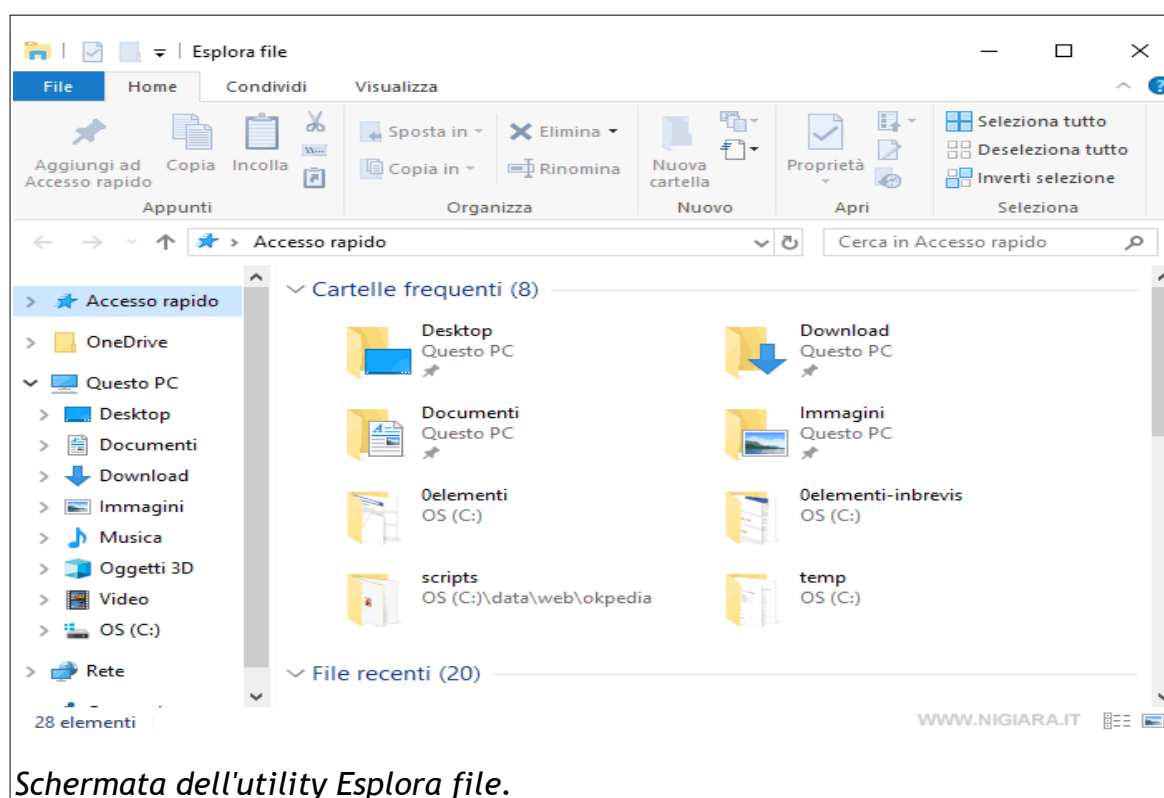 Esplora file
File Home Condividi Visualizza
Aggiungi ad Accesso rapido
Copia
Incolla
Appunti
Sposta in
Copia in
Elimina
Rinomina
Organizza
Nuova cartella
Nuovo
Proprietà
Apri
Seleziona tutto
Deseleziona tutto
Inverti selezione
Seleziona
Accesso rapido
Cerca in Accesso rapido
Accesso rapido
OneDrive
Questo PC
Desktop
Documenti
Download
Immagini
Musica
Oggetti 3D
Video
OS (C:)
Rete
Cartelle frequenti (8)
Desktop
Questo PC
Download
Questo PC
Documenti
Questo PC
Immagini
Questo PC
0elementi
OS (C:)
0elementi-inbrevis
OS (C:)
scripts
OS (C:)\data\web\okpedia
temp
OS (C:)
File recenti (20)
28 elementi
WWW.NIGIARA.IT
Schermata dell'utility Esplora file.